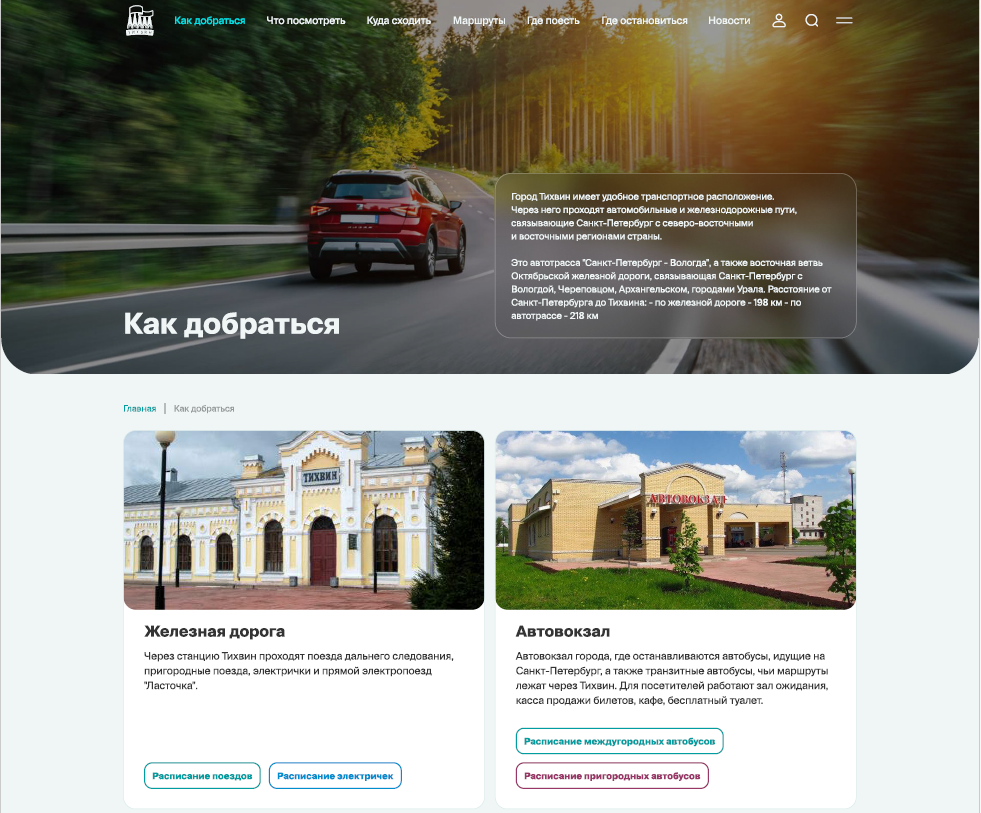 Как добраться
Что посмотреть
Куда сходить
Маршруты
Где поесть
Где остановиться
Новости
ТИХВИН
Город Тихвин имеет удобное транспортное расположение.
Через него проходят автомобильные и железнодорожные пути,
связывающие Санкт-Петербург с северо-восточными
и восточными регионами страны.
Это автотрасса "Санкт-Петербург - Вологда", а также восточная ветвь
Октябрьской железной дороги, связывающая Санкт-Петербург с
Вологдой, Череповцом, Архангельском, городами Урала. Расстояние от
Санкт-Петербурга до Тихвина: - по железной дороге - 198 км - по
автотрассе - 218 км
Как добраться
Главная | Как добраться
ТИХВИН
АВТОВОКЗАЛ
Железная дорога
Через станцию Тихвин проходят поезда дальнего следования,
пригородные поезда, электрички и прямой электропоезд
"Ласточка".
Расписание поездов
Расписание электричек
Автовокзал
Автовокзал города, где останавливаются автобусы, идущие на
Санкт-Петербург, а также транзитные автобусы, чьи маршруты
лежат через Тихвин. Для посетителей работают зал ожидания,
касса продажи билетов, кафе, бесплатный туалет.
Расписание междугородных автобусов
Расписание пригородных автобусов